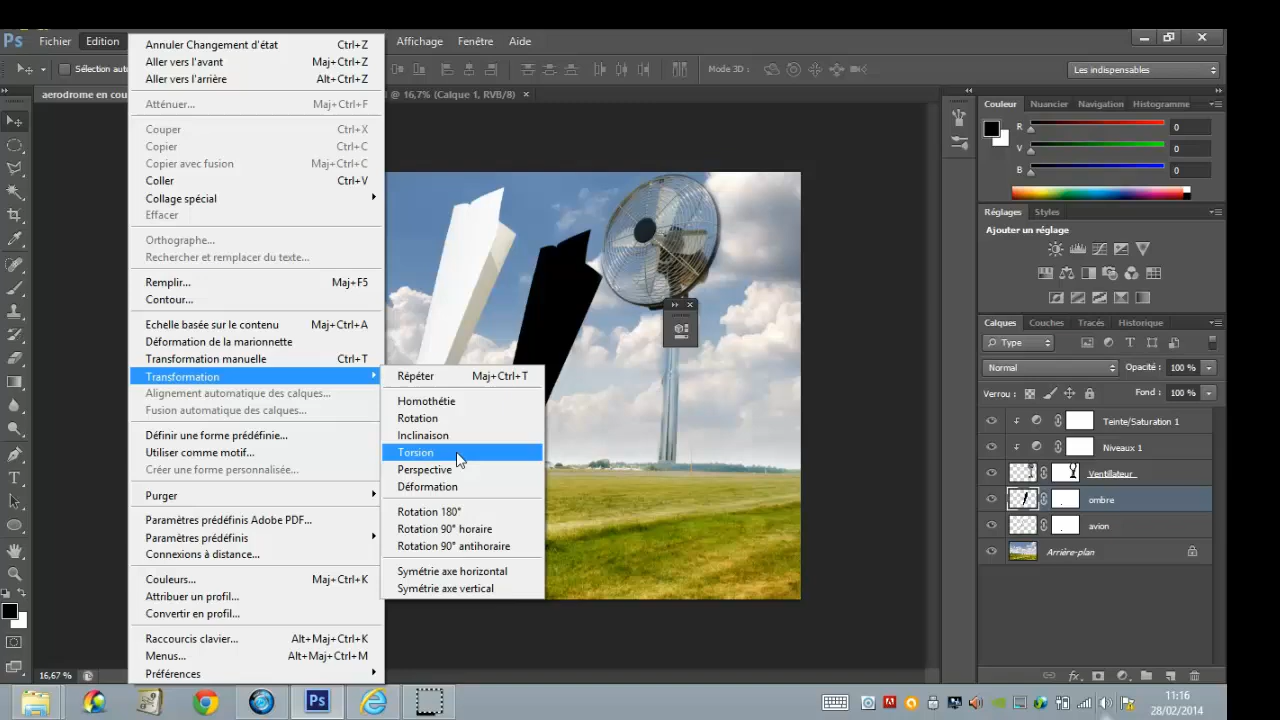 Ps Fichier Edition Affichage Fenêtre Aide
Annuler Changement d'état Ctrl+Z
Aller vers l'avant Maj+Ctrl+Z
Aller vers l'arrière Alt+Ctrl+Z
Atténuer... Maj+Ctrl+F
Couper Ctrl+X
Copier Ctrl+C
Copier avec fusion Maj+Ctrl+C
Coller Ctrl+V
Collage spécial
Effacer
Orthographe...
Rechercher et remplacer du texte...
Remplir... Maj+F5
Contour...
Echelle basée sur le contenu Maj+Ctrl+A
Déformation de la marionnette
Transformation manuelle Ctrl+T
Transformation
Alignement automatique des calques...
Fusion automatique des calques...
Définir une forme prédéfinie...
Utiliser comme motif...
Créer une forme personnalisée...
Purger
Paramètres prédéfinis Adobe PDF...
Paramètres prédéfinis
Connexions à distance...
Couleurs... Maj+Ctrl+K
Attribuer un profil...
Convertir en profil...
Raccourcis clavier... Alt+Maj+Ctrl+K
Menus... Alt+Maj+Ctrl+M
Préférences
Répéter Maj+Ctrl+T
Homothétie
Rotation
Inclinaison
Torsion
Perspective
Déformation
Rotation 180°
Rotation 90° horaire
Rotation 90° antihoraire
Symétrie axe horizontal
Symétrie axe vertical
Sélection
Mode 3D :
Les indispensables
aerodrome en
@ 16,7% (Calque 1, RVB/8) ×
Couleur Nuancier Navigation Histogramme
R 0
V 0
B 0
Réglages Styles
Ajouter un réglage
Calques Couches Tracés Historique
Type
Normal Opacité : 100 %
Verrou : Fond : 100 %
Teinte/Saturation 1
Niveaux 1
Ventilateur
ombre
avion
Arrière-plan
fx
16,67 %
Ps
11:16
28/02/2014